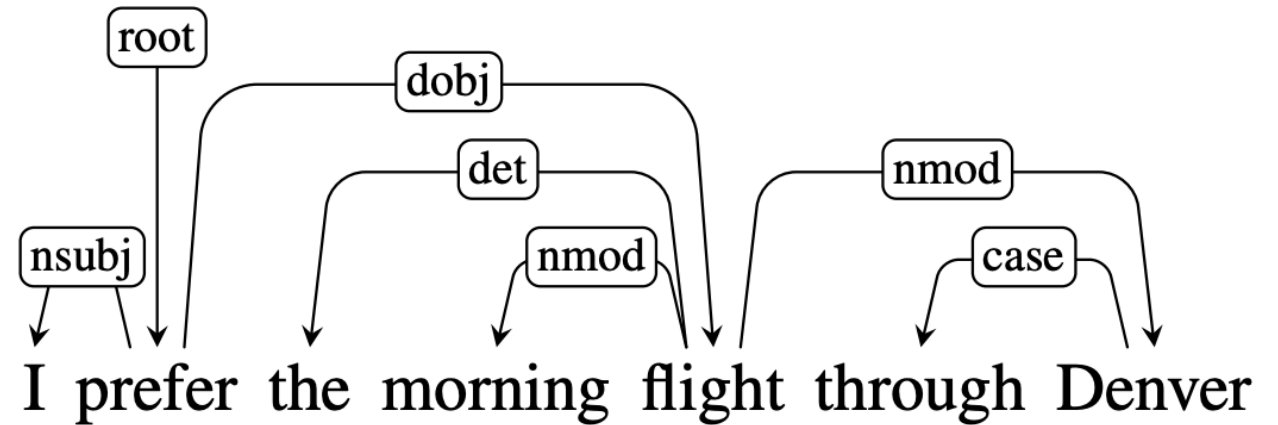 root
dobj
det
nmod
nsubj
nmod
case
I prefer the morning flight through Denver